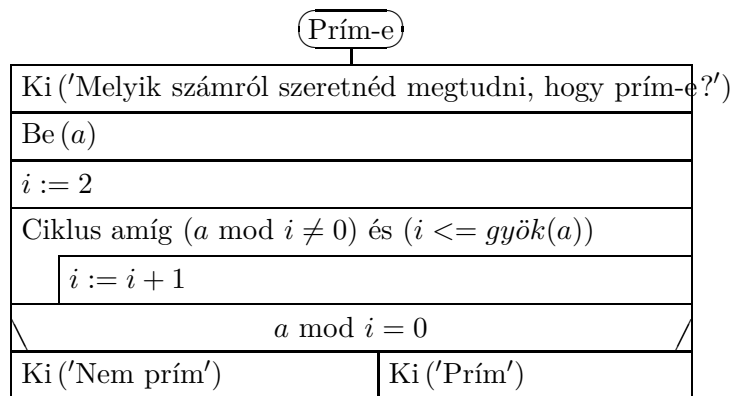 Prím-e
Ki ('Melyik számról szeretnéd megtudni, hogy prím-e?')
Be (a)
i := 2
Ciklus amíg (a mod i ≠ 0) és (i <= gyök(a))
i := i + 1
a mod i = 0
Ki ('Nem prím') Ki ('Prím')